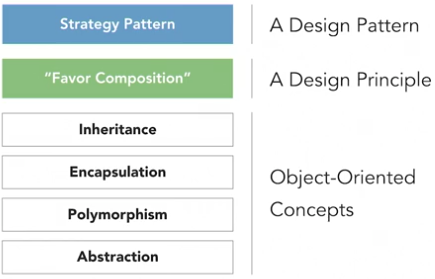 Strategy Pattern
A Design Pattern
“Favor Composition”
A Design Principle
Inheritance
Encapsulation
Polymorphism
Abstraction
Object-Oriented
Concepts